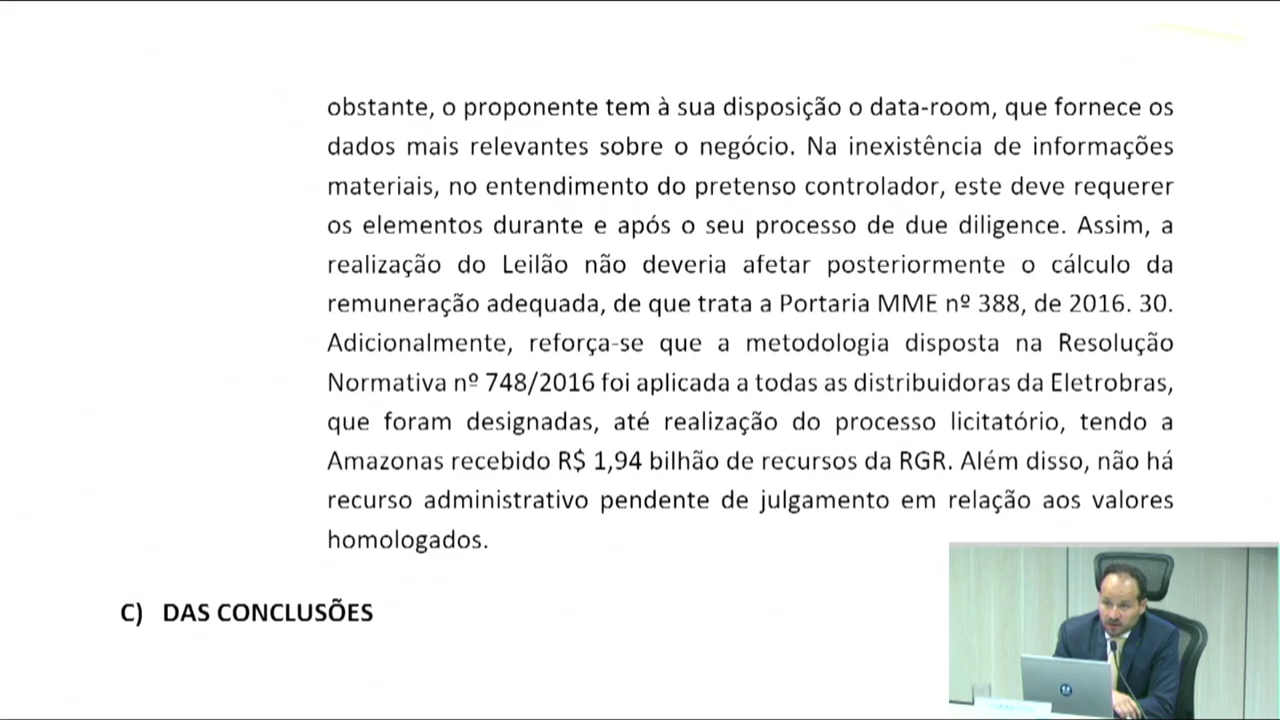 obstante, o proponente tem à sua disposição o data-room, que fornece os
dados mais relevantes sobre o negócio. Na inexistência de informações
materiais, no entendimento do pretenso controlador, este deve requerer
os elementos durante e após o seu processo de due diligence. Assim, a
realização do Leilão não deveria afetar posteriormente o cálculo da
remuneração adequada, de que trata a Portaria MME nº 388, de 2016. 30.
Adicionalmente, reforça-se que a metodologia disposta na Resolução
Normativa nº 748/2016 foi aplicada a todas as distribuidoras da Eletrobras,
que foram designadas, até realização do processo licitatório, tendo a
Amazonas recebido R$ 1,94 bilhão de recursos da RGR. Além disso, não há
recurso administrativo pendente de julgamento em relação aos valores
homologados.
C) DAS CONCLUSÕES